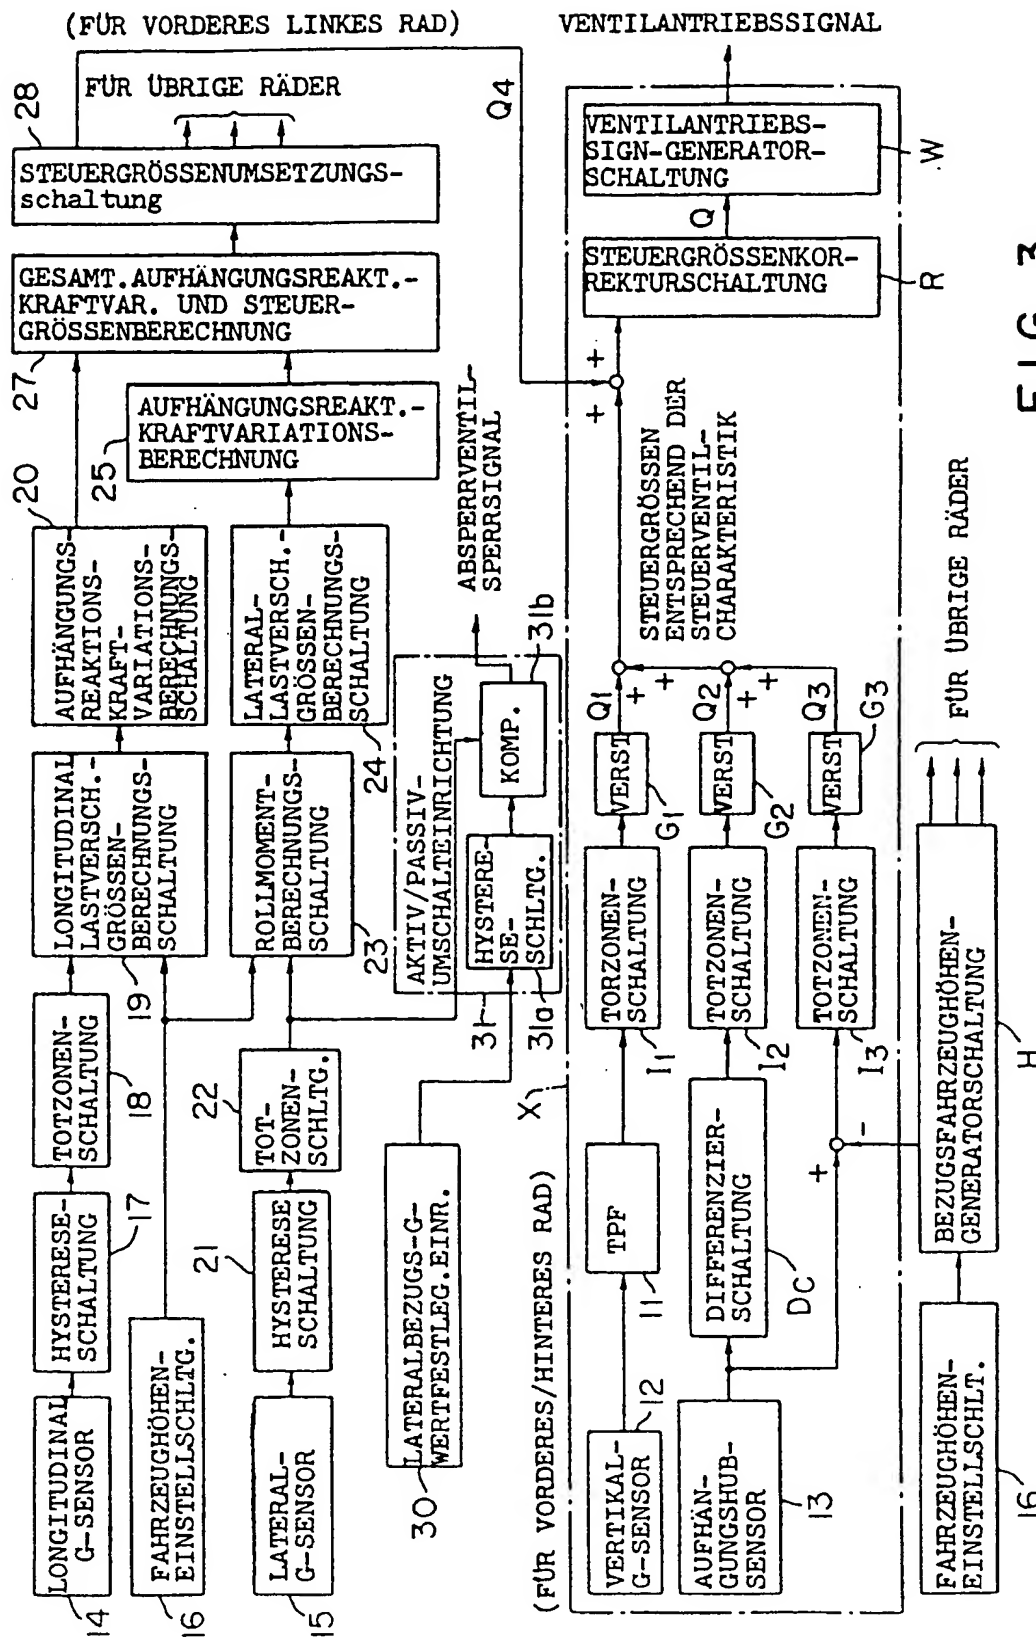 (FÜR VORDERES LINKES RAD)
VENTILANTRIEBSSIGNAL
28
FÜR ÜBRIGE RÄDER
Q4
STEUERGRÖSSENUMSETZUNGS-
schaltung
VENTILANTRIEBS-
SIGN-GENERATOR-
SCHALTUNG
W
Q
GESAMT.AUFHÄNGUNGSREAKT.-
KRAFTVAR. UND STEUER-
GRÖSSENBERECHNUNG
27
STEUERGRÖSSENKOR-
REKTURSCHALTUNG
R
FIG. 3
+
+
AUFHÄNGUNGSREAKT.-
KRAFTVARIATIONS-
BERECHNUNG
25
ABSPERRVENTIL-
SPERRSIGNAL
STEUERGRÖSSEN
ENTSPRECHEND DER
STEUERVENTIL-
CHARAKTERISTIK
20
AUFHÄNGUNGS-
REAKTIONS-
KRAFT-
VARIATIONS-
BERECHNUNGS-
SCHALTUNG
LATERAL-
LASTVERSCH.-
GRÖSSEN-
BERECHNUNGS-
SCHALTUNG
24
LONGITUDINAL
LASTVERSCH.-
GRÖSSEN-
BERECHNUNGS-
SCHALTUNG
19
ROLLMOMENT-
BERECHNUNGS-
SCHALTUNG
23
AKTIV/PASSIV-
UMSCHALTEINRICHTUNG
31
KOMP.
31b
HYSTERE-
SE-
SCHLTG.
31a
Q1
+
+
Q2
+
+
Q3
VERST
G1
VERST
G2
VERST
G3
FÜR ÜBRIGE RÄDER
TORZONEN-
SCHALTUNG
I1
TOTZONEN-
SCHALTUNG
I2
TOTZONEN-
SCHALTUNG
I3
TOTZONEN-
SCHALTUNG
18
TOT-
ZONEN-
SCHLTG.
22
HYSTERESE-
SCHALTUNG
17
HYSTERESE
SCHALTUNG
21
LATERALBEZUGS-G-
WERTFESTLEG.EINR.
30
X
(FÜR VORDERES/HINTERES RAD)
TPF
11
DIFFERENZIER-
SCHALTUNG
DC
+
-
BEZUGSFAHRZEUGHÖHEN-
GENERATORSCHALTUNG
H
LONGITUDINAL
G-SENSOR
14
FAHRZEUGHÖHEN-
EINSTELLSCHLTG.
16
LATERAL-
G-SENSOR
15
VERTIKAL-
G-SENSOR
12
AUFHÄN-
GUNGSHUB-
SENSOR
13
FAHRZEUGHÖHEN-
EINSTELLSCHLT.
16